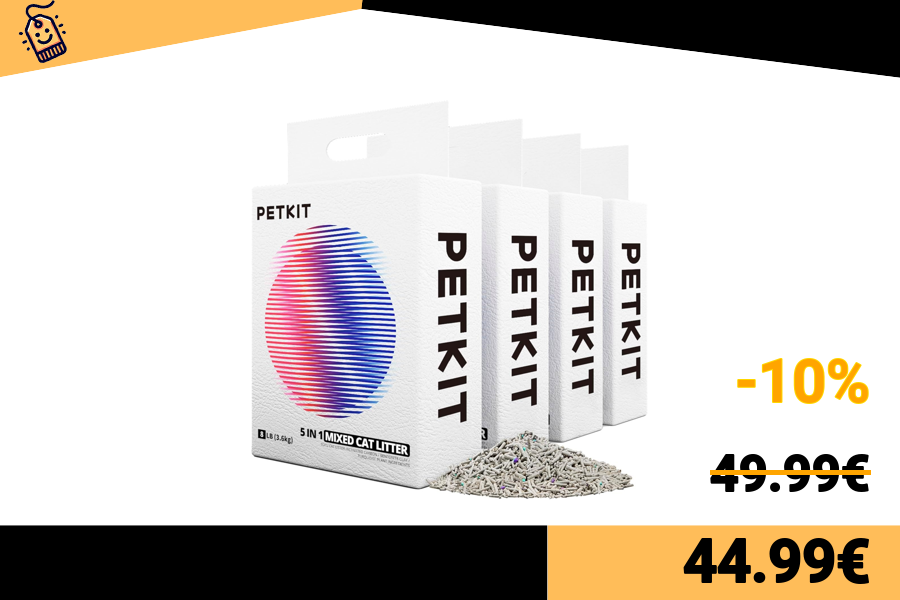 PETKIT
PETKIT
PETKIT
PETKIT
PETKIT
8 LB (3.6kg)
5 IN 1 MIXED CAT LITTER
-10%
49.99€
44.99€